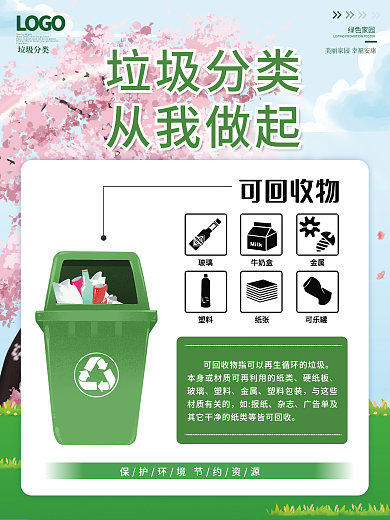 LOGO
垃圾分类
绿色家园
美丽家园 幸福安康
垃圾分类
从我做起
可回收物
Milk
玻璃 牛奶盒 金属
塑料 纸张 可乐罐
可回收物指可以再生循环的垃圾。
本身或材质可再利用的纸类、硬纸板、
玻璃、塑料、金属、塑料包装，与这些
材质有关的，如:报纸、杂志、广告单及
其它干净的纸类等皆可回收。
保/护/环/境 节/约/资/源